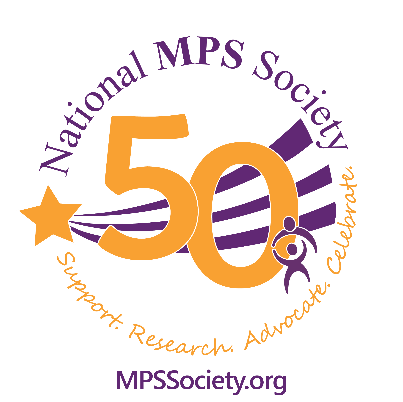 National MPS Society
50
Support. Research. Advocate. Celebrate.
MPSSociety.org